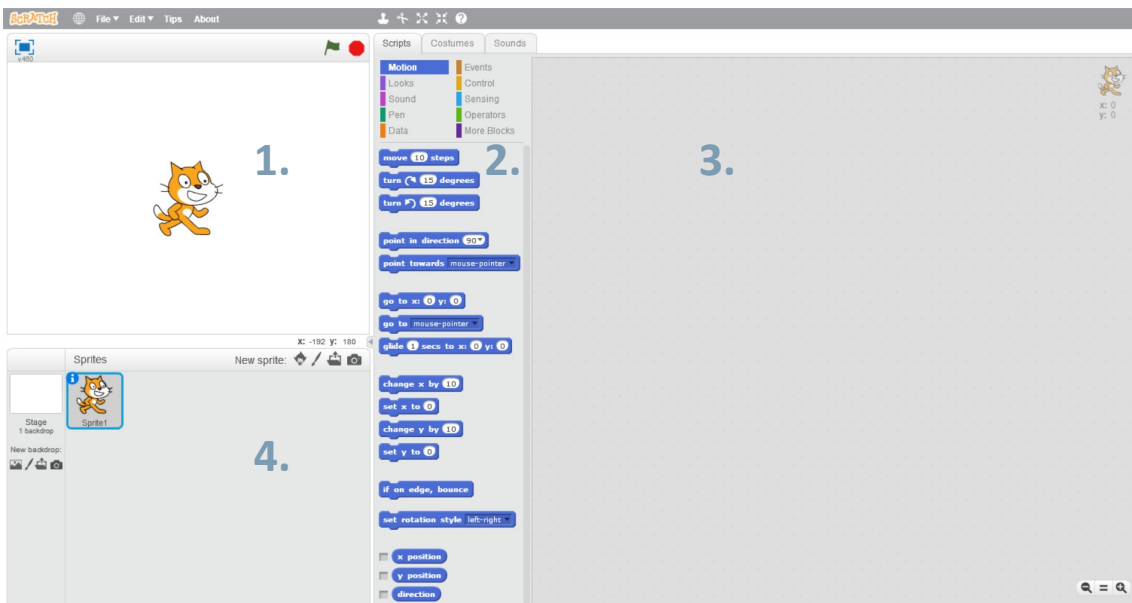 SCRATCH File Edit Tips About
v460
1.
X: -192 y: 180
Sprites New sprite:
Sprite1
Stage
1 backdrop
New backdrop:
4.
Scripts Costumes Sounds
Motion Events
Looks Control
Sound Sensing
Pen Operators
Data More Blocks
2.
move 10 steps
turn 15 degrees
turn 15 degrees
point in direction 90
point towards mouse-pointer
go to x: 0 y: 0
go to mouse-pointer
glide 1 secs to x: 0 y: 0
change x by 10
set x to 0
change y by 10
set y to 0
if on edge, bounce
set rotation style left-right
x position
y position
direction
3.
x: 0
y: 0